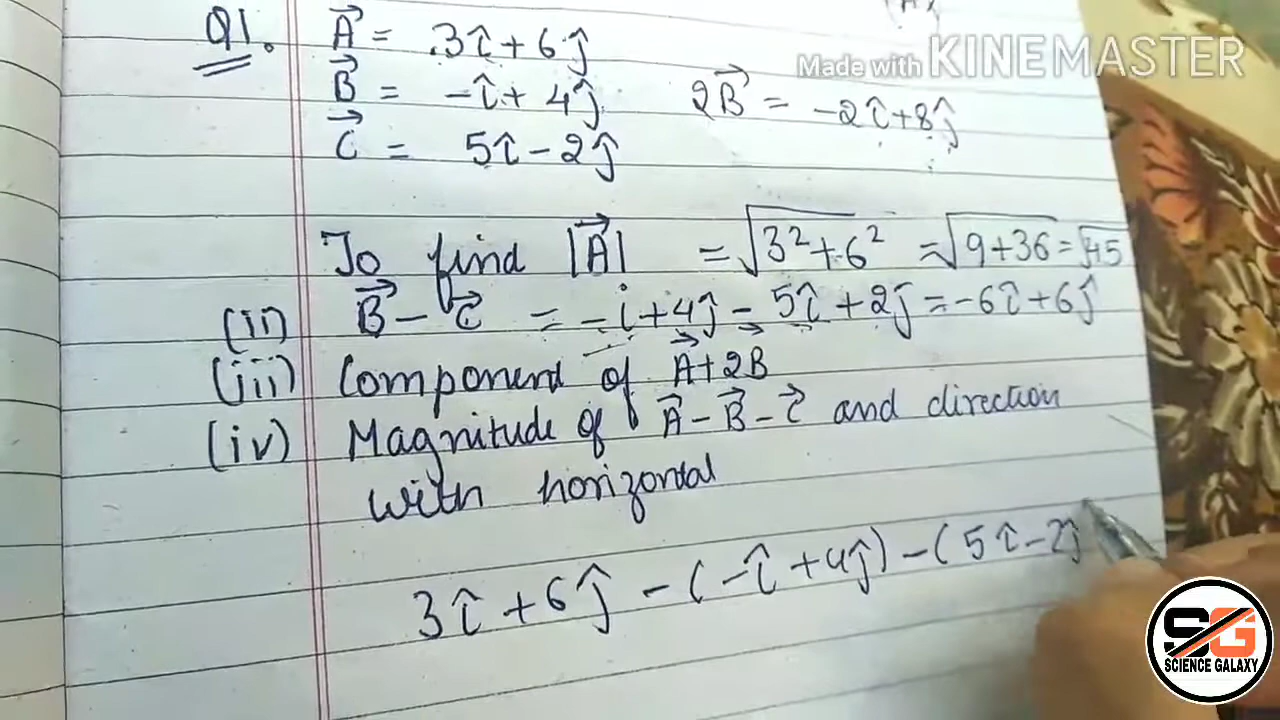 Q1. A⃗ = 3î + 6ĵ
B⃗ = -î + 4ĵ 2B⃗ = -2î + 8ĵ
C⃗ = 5î - 2ĵ
To find |A⃗| = √3² + 6² = √9 + 36 = √45
(ii) B⃗ - C⃗ = -i + 4ĵ - 5î + 2ĵ = -6î + 6ĵ
(iii) Component of A⃗ + 2B⃗
(iv) Magnitude of A⃗ - B⃗ - C⃗ and direction
with horizontal
3î + 6ĵ - (-î + 4ĵ) - (5î - 2ĵ
Made with KINEMASTER
SG
SCIENCE GALAXY